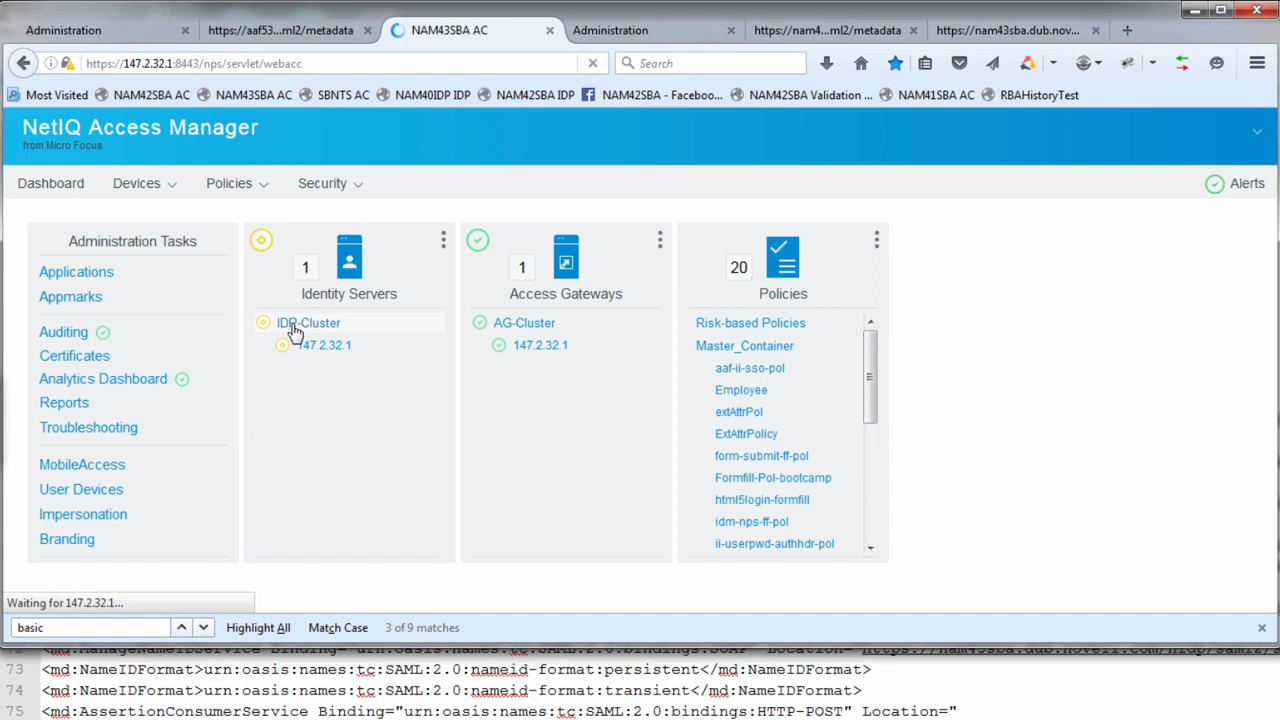 Administration
https://aaf53...ml2/metadata
NAM43SBA AC
Administration
https://nam4....ml2/metadata
https://nam43sba.dub.nov...
https://147.2.32.1:8443/nps/servlet/webacc
Search
Most Visited
NAM42SBA AC
NAM43SBA AC
SBNTS AC
NAM40IDP IDP
NAM42SBA IDP
NAM42SBA - Faceboo...
NAM42SBA Validation ...
NAM41SBA AC
RBAHistoryTest
NetIQ Access Manager
from Micro Focus
Dashboard
Devices
Policies
Security
Alerts
Administration Tasks
Applications
Appmarks
Auditing
Certificates
Analytics Dashboard
Reports
Troubleshooting
MobileAccess
User Devices
Impersonation
Branding
1
Identity Servers
IDP-Cluster
147.2.32.1
1
Access Gateways
AG-Cluster
147.2.32.1
20
Policies
Risk-based Policies
Master_Container
aaf-ii-sso-pol
Employee
extAttrPol
ExtAttrPolicy
form-submit-ff-pol
Formfill-Pol-bootcamp
html5login-formfill
idm-nps-ff-pol
ii-userpwd-authhdr-pol
Waiting for 147.2.32.1...
basic
Highlight All
Match Case
3 of 9 matches
73 <md:NameIDFormat>urn:oasis:names:tc:SAML:2.0:nameid-format:persistent</md:NameIDFormat>
74 <md:NameIDFormat>urn:oasis:names:tc:SAML:2.0:nameid-format:transient</md:NameIDFormat>
75 <md:AssertionConsumerService Binding="urn:oasis:names:tc:SAML:2.0:bindings:HTTP-POST" Location="